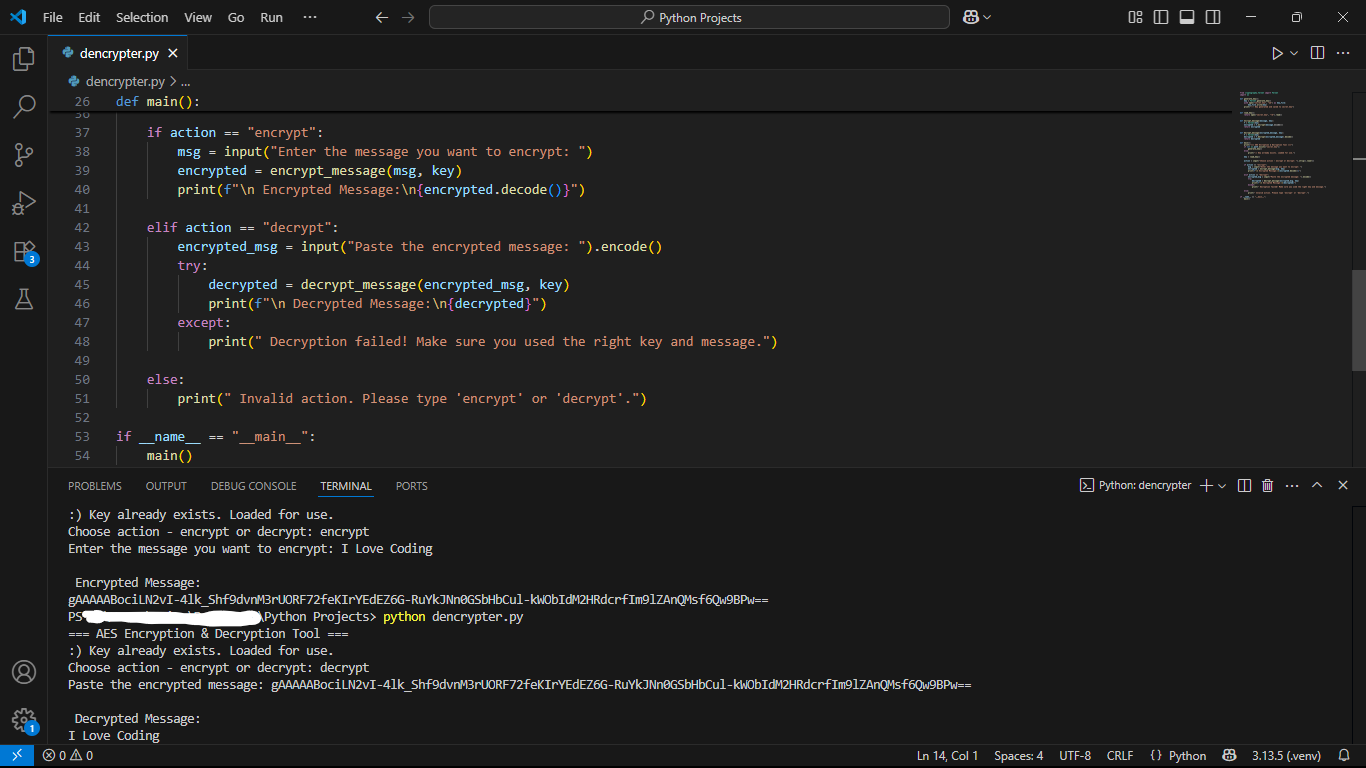 File Edit Selection View Go Run ··· Python Projects
dencrypter.py
dencrypter.py > ...
26 def main():
36
37 if action == "encrypt":
38 msg = input("Enter the message you want to encrypt: ")
39 encrypted = encrypt_message(msg, key)
40 print(f"\n Encrypted Message:\n{encrypted.decode()}")
41
42 elif action == "decrypt":
43 encrypted_msg = input("Paste the encrypted message: ").encode()
44 try:
45 decrypted = decrypt_message(encrypted_msg, key)
46 print(f"\n Decrypted Message:\n{decrypted}")
47 except:
48 print(" Decryption failed! Make sure you used the right key and message.")
49
50 else:
51 print(" Invalid action. Please type 'encrypt' or 'decrypt'.")
52
53 if __name__ == "__main__":
54 main()
3
PROBLEMS OUTPUT DEBUG CONSOLE TERMINAL PORTS Python: dencrypter
:) Key already exists. Loaded for use.
Choose action - encrypt or decrypt: encrypt
Enter the message you want to encrypt: I Love Coding
Encrypted Message:
gAAAAABociLN2vI-4lk_Shf9dvnM3rUORF72feKIrYEdEZ6G-RuYkJNn0GSbHbCul-kWObIdM2HRdcrfIm9lZAnQMsf6Qw9BPw==
PS \Python Projects> python dencrypter.py
=== AES Encryption & Decryption Tool ===
:) Key already exists. Loaded for use.
Choose action - encrypt or decrypt: decrypt
Paste the encrypted message: gAAAAABociLN2vI-4lk_Shf9dvnM3rUORF72feKIrYEdEZ6G-RuYkJNn0GSbHbCul-kWObIdM2HRdcrfIm9lZAnQMsf6Qw9BPw==
Decrypted Message:
I Love Coding
1
0 0 Ln 14, Col 1 Spaces: 4 UTF-8 CRLF {} Python 3.13.5 (.venv)